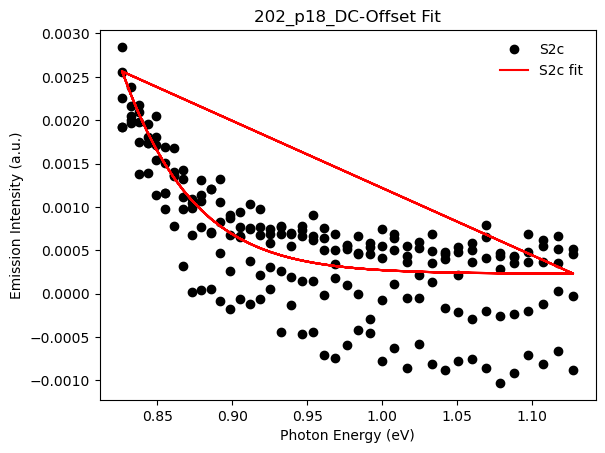 202_p18_DC-Offset Fit
S2c
S2c fit
Emission Intensity (a.u.)
0.0030
0.0025
0.0020
0.0015
0.0010
0.0005
0.0000
−0.0005
−0.0010
0.85 0.90 0.95 1.00 1.05 1.10
Photon Energy (eV)